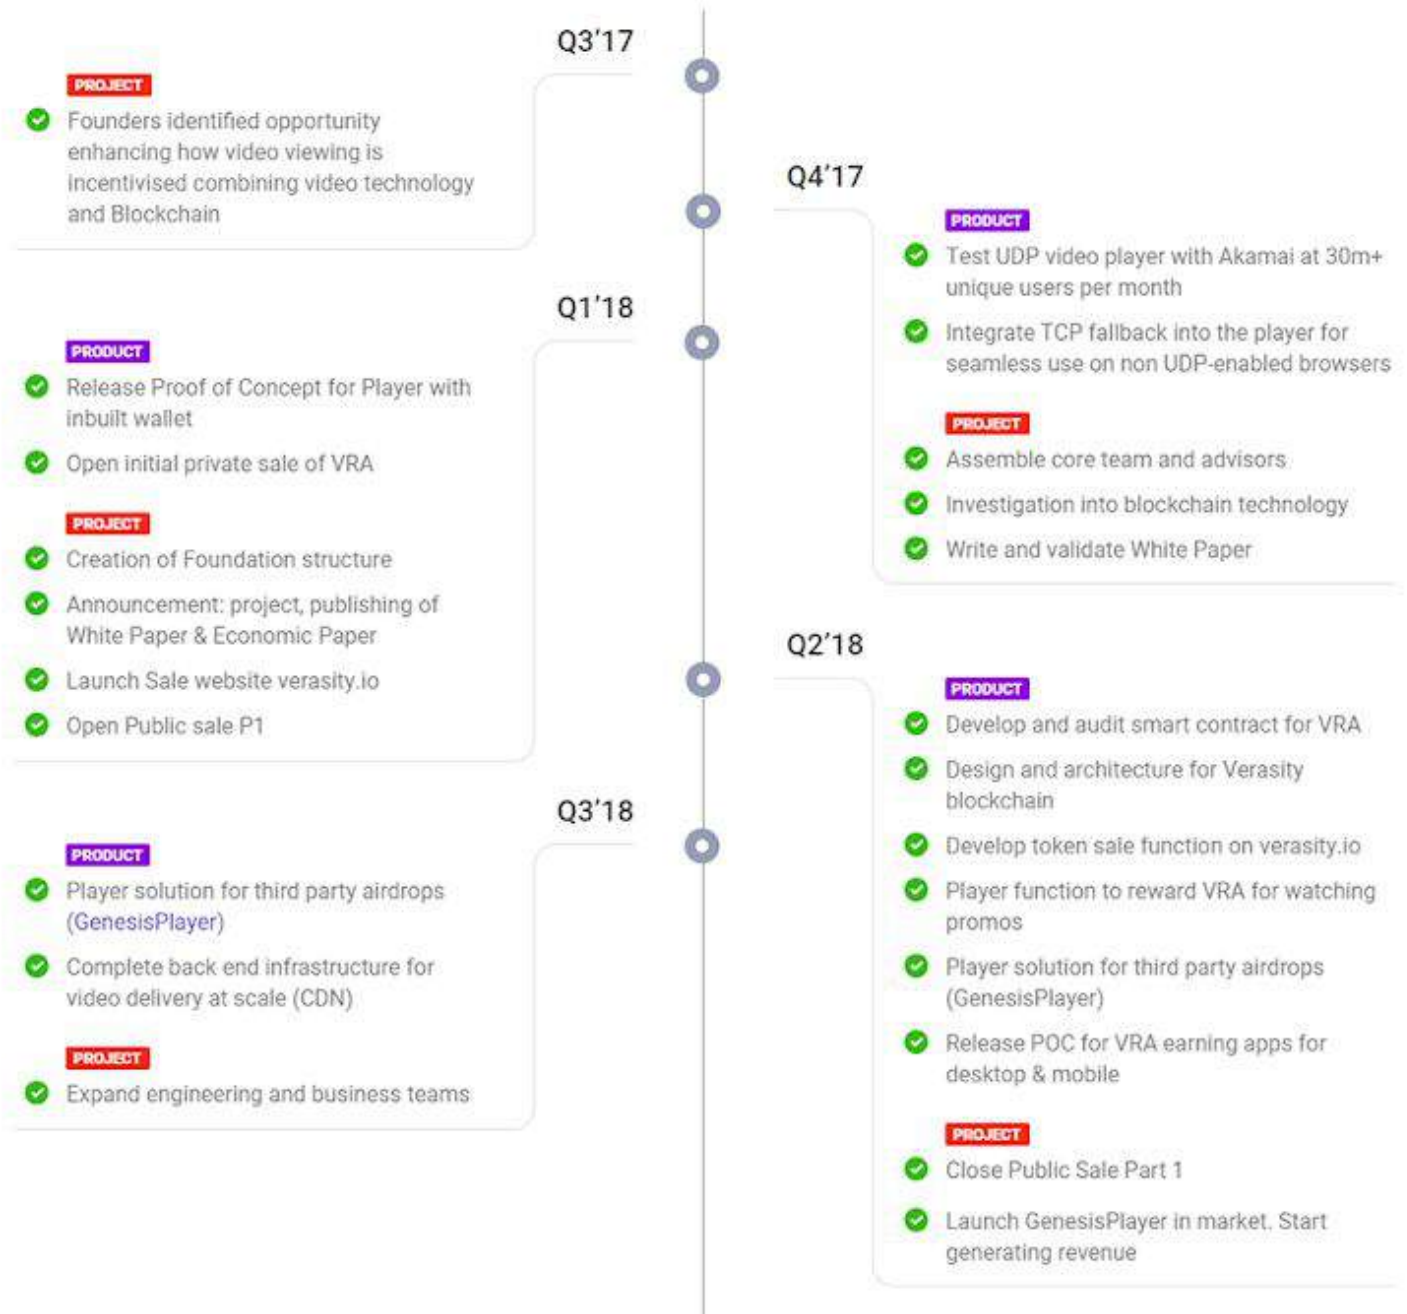 Q3’17
PROJECT
Founders identified opportunity
enhancing how video viewing is
incentivised combining video technology
and Blockchain
Q4’17
PRODUCT
Test UDP video player with Akamai at 30m+
unique users per month
Integrate TCP fallback into the player for
seamless use on non UDP-enabled browsers
PROJECT
Assemble core team and advisors
Investigation into blockchain technology
Write and validate White Paper
Q1’18
PRODUCT
Release Proof of Concept for Player with
inbuilt wallet
Open initial private sale of VRA
PROJECT
Creation of Foundation structure
Announcement: project, publishing of
White Paper & Economic Paper
Launch Sale website verasity.io
Open Public sale P1
Q2’18
PRODUCT
Develop and audit smart contract for VRA
Design and architecture for Verasity
blockchain
Develop token sale function on verasity.io
Player function to reward VRA for watching
promos
Player solution for third party airdrops
(GenesisPlayer)
Release POC for VRA earning apps for
desktop & mobile
PROJECT
Close Public Sale Part 1
Launch GenesisPlayer in market. Start
generating revenue
Q3’18
PRODUCT
Player solution for third party airdrops
(GenesisPlayer)
Complete back end infrastructure for
video delivery at scale (CDN)
PROJECT
Expand engineering and business teams